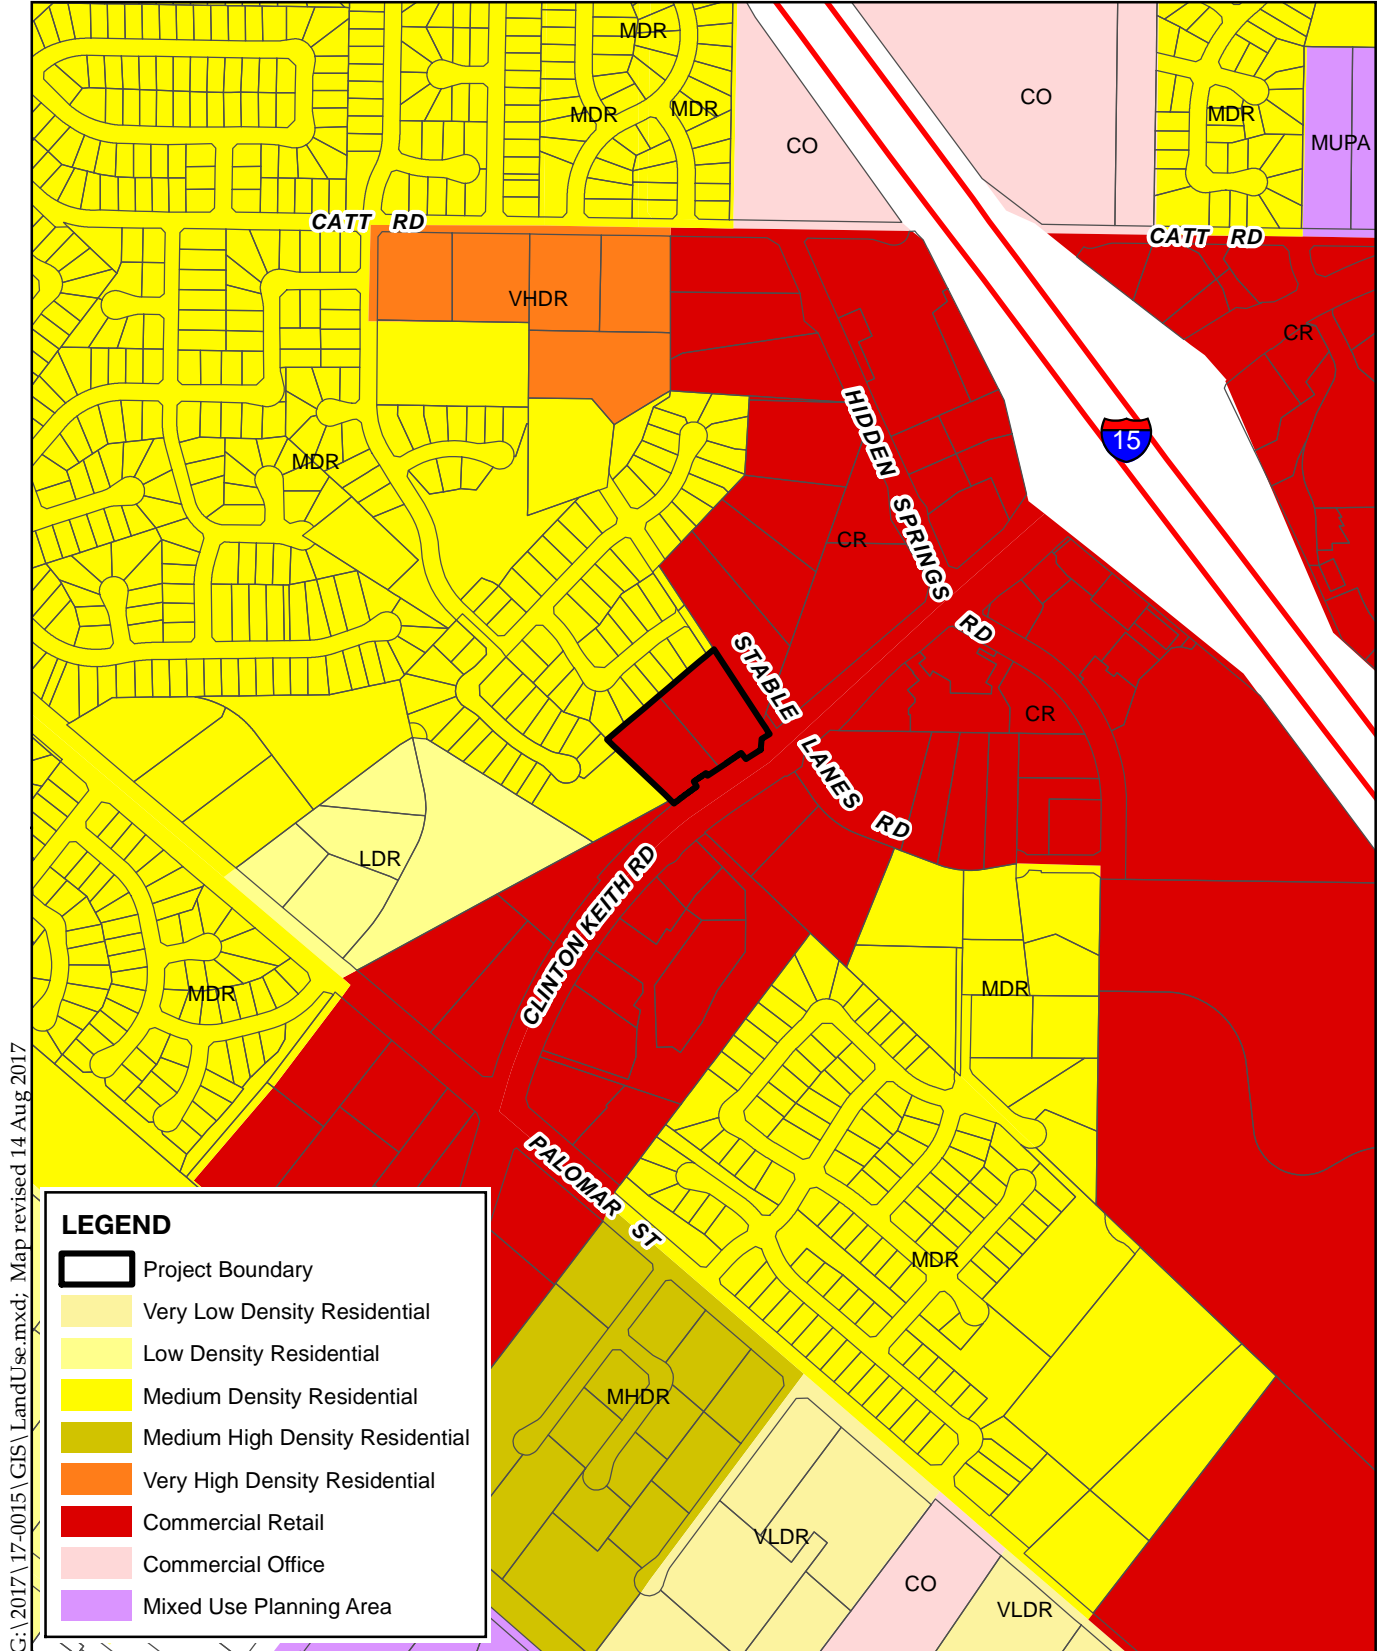 MDR
MDR
MDR
CO
CO
MDR
MUPA
CATT RD
CATT RD
VHDR
CR
HIDDEN SPRINGS RD
15
MDR
CR
STABLE LANES RD
CR
LDR
CLINTON KEITH RD
MDR
MDR
PALOMAR ST
MDR
MHDR
VLDR
CO
VLDR
LEGEND
Project Boundary
Very Low Density Residential
Low Density Residential
Medium Density Residential
Medium High Density Residential
Very High Density Residential
Commercial Retail
Commercial Office
Mixed Use Planning Area
G:\2017\17-0015\GIS\LandUse.mxd; Map revised 14 Aug 2017